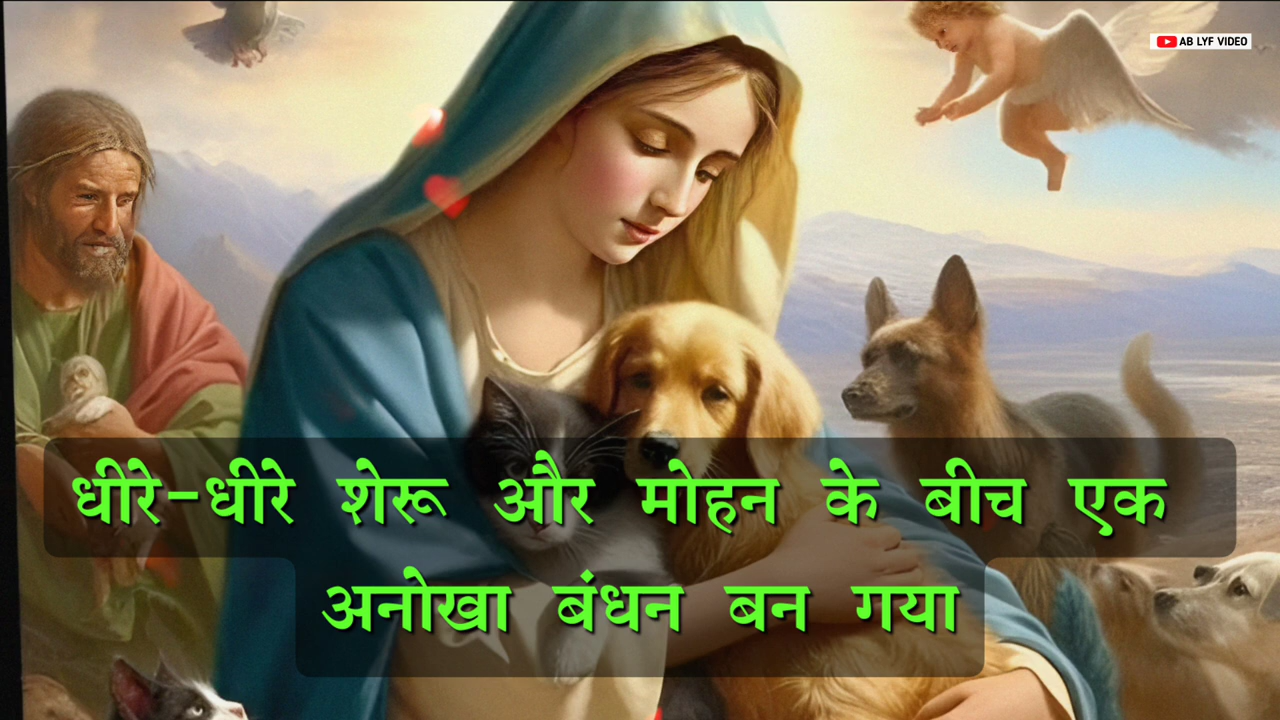 AB LYF VIDEO
धीरे-धीरे शेरू और मोहन के बीच एक
अनोखा बंधन बन गया